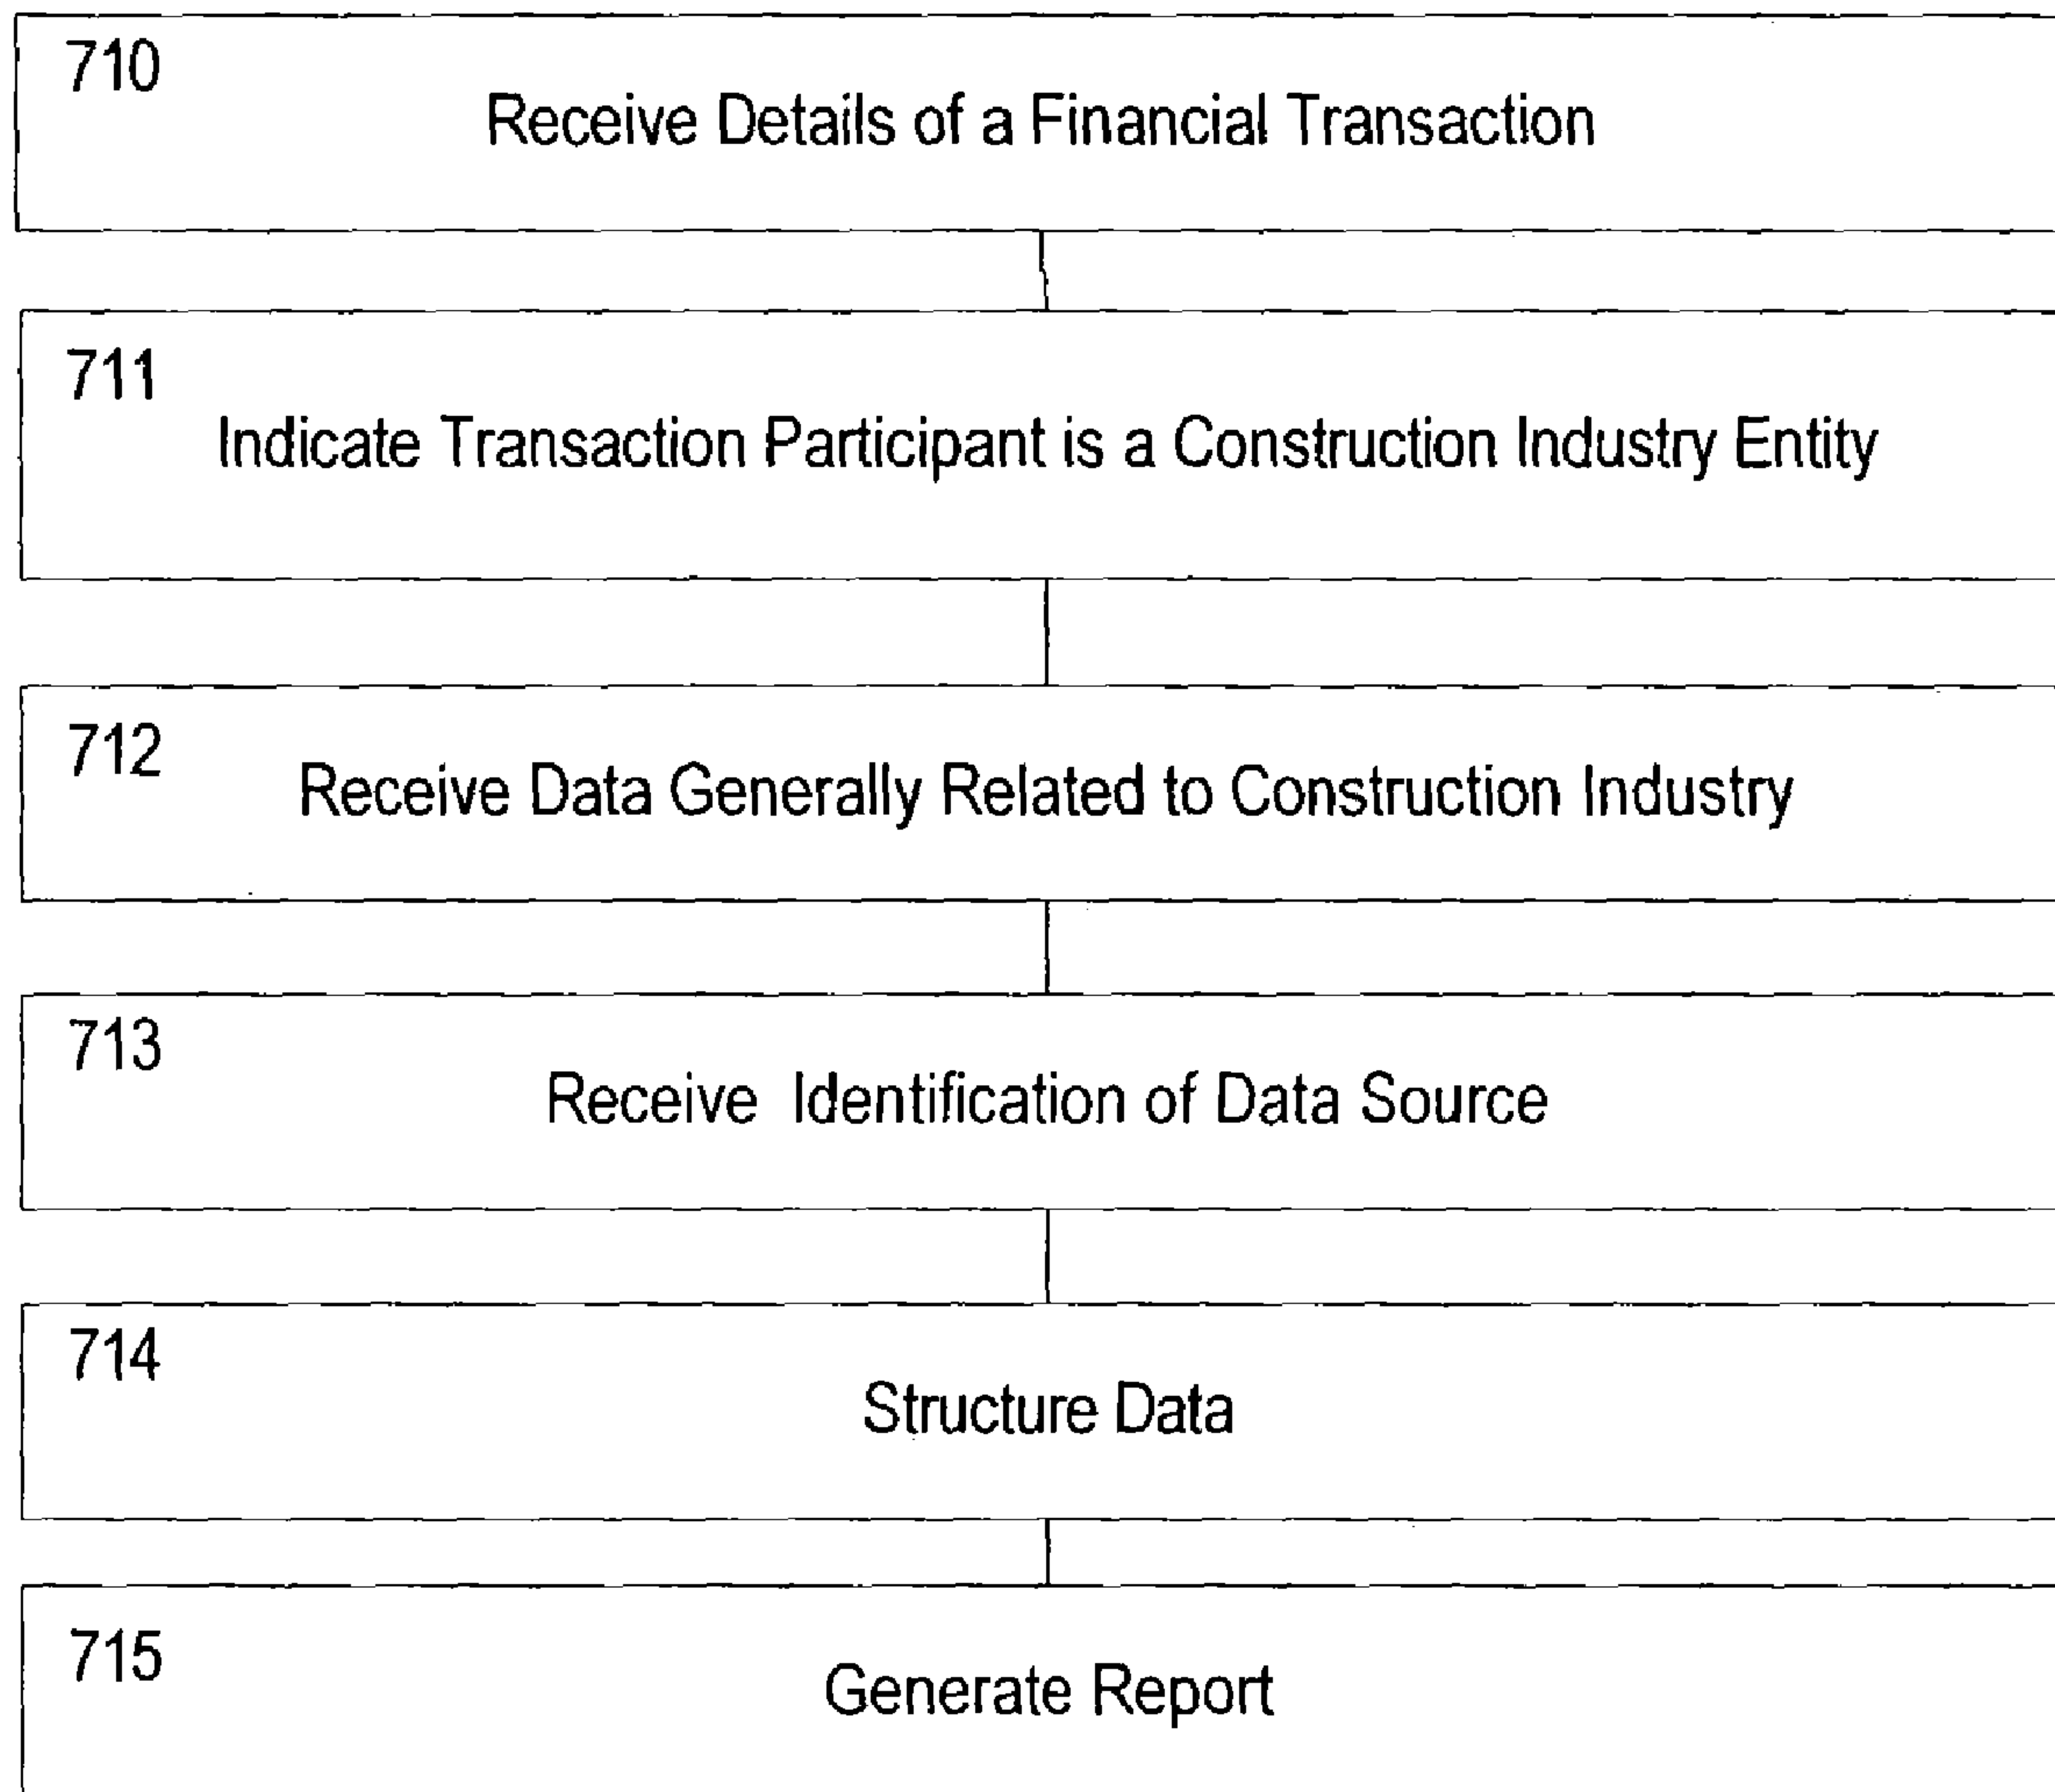 710
Receive Details of a Financial Transaction
711
Indicate Transaction Participant is a Construction Industry Entity
712
Receive Data Generally Related to Construction Industry
713
Receive Identification of Data Source
714
Structure Data
715
Generate Report